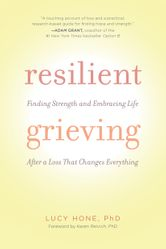 "A touching account of loss and a practical
research-based guide for finding more and strength."
—ADAM GRANT, coauthor of the
#1 New York Times bestseller Option B
resilient
Finding Strength and Embracing Life
grieving
After a Loss That Changes Everything
LUCY HONE, PhD
Foreword by Karen Reivich, PhD